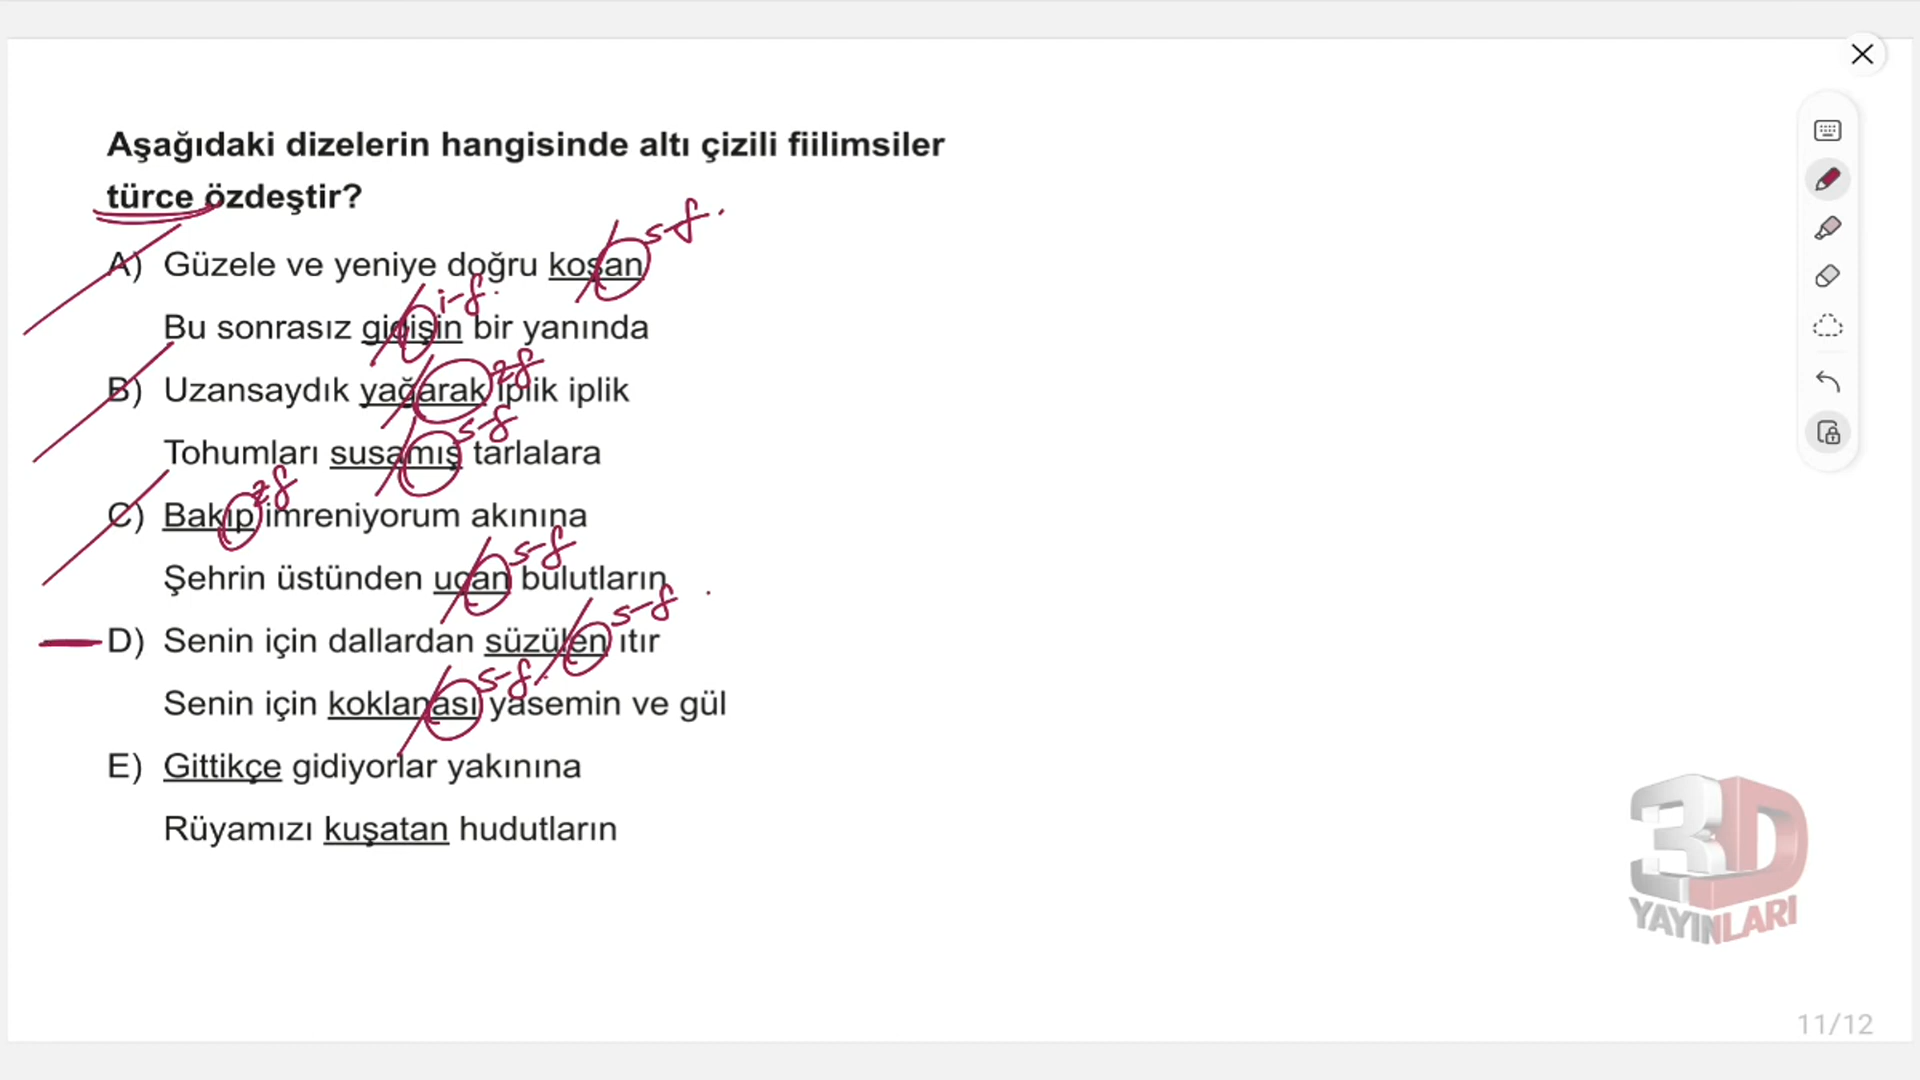 Aşağıdaki dizelerin hangisinde altı çizili fiilimsiler
türce özdeştir?
A) Güzele ve yeniye doğru koşan s-f.
Bu sonrasız gidişin bir yanında i-f.
B) Uzansaydık yağarak iplik iplik zf
Tohumları susamış tarlalara s-f
C) Bakıp imreniyorum akınına zf
Şehrin üstünden uçan bulutların s-f
D) Senin için dallardan süzülen ıtır s-f
Senin için koklanası yasemin ve gül s-f.
E) Gittikçe gidiyorlar yakınına
Rüyamızı kuşatan hudutların
3D
YAYINLARI
11/12